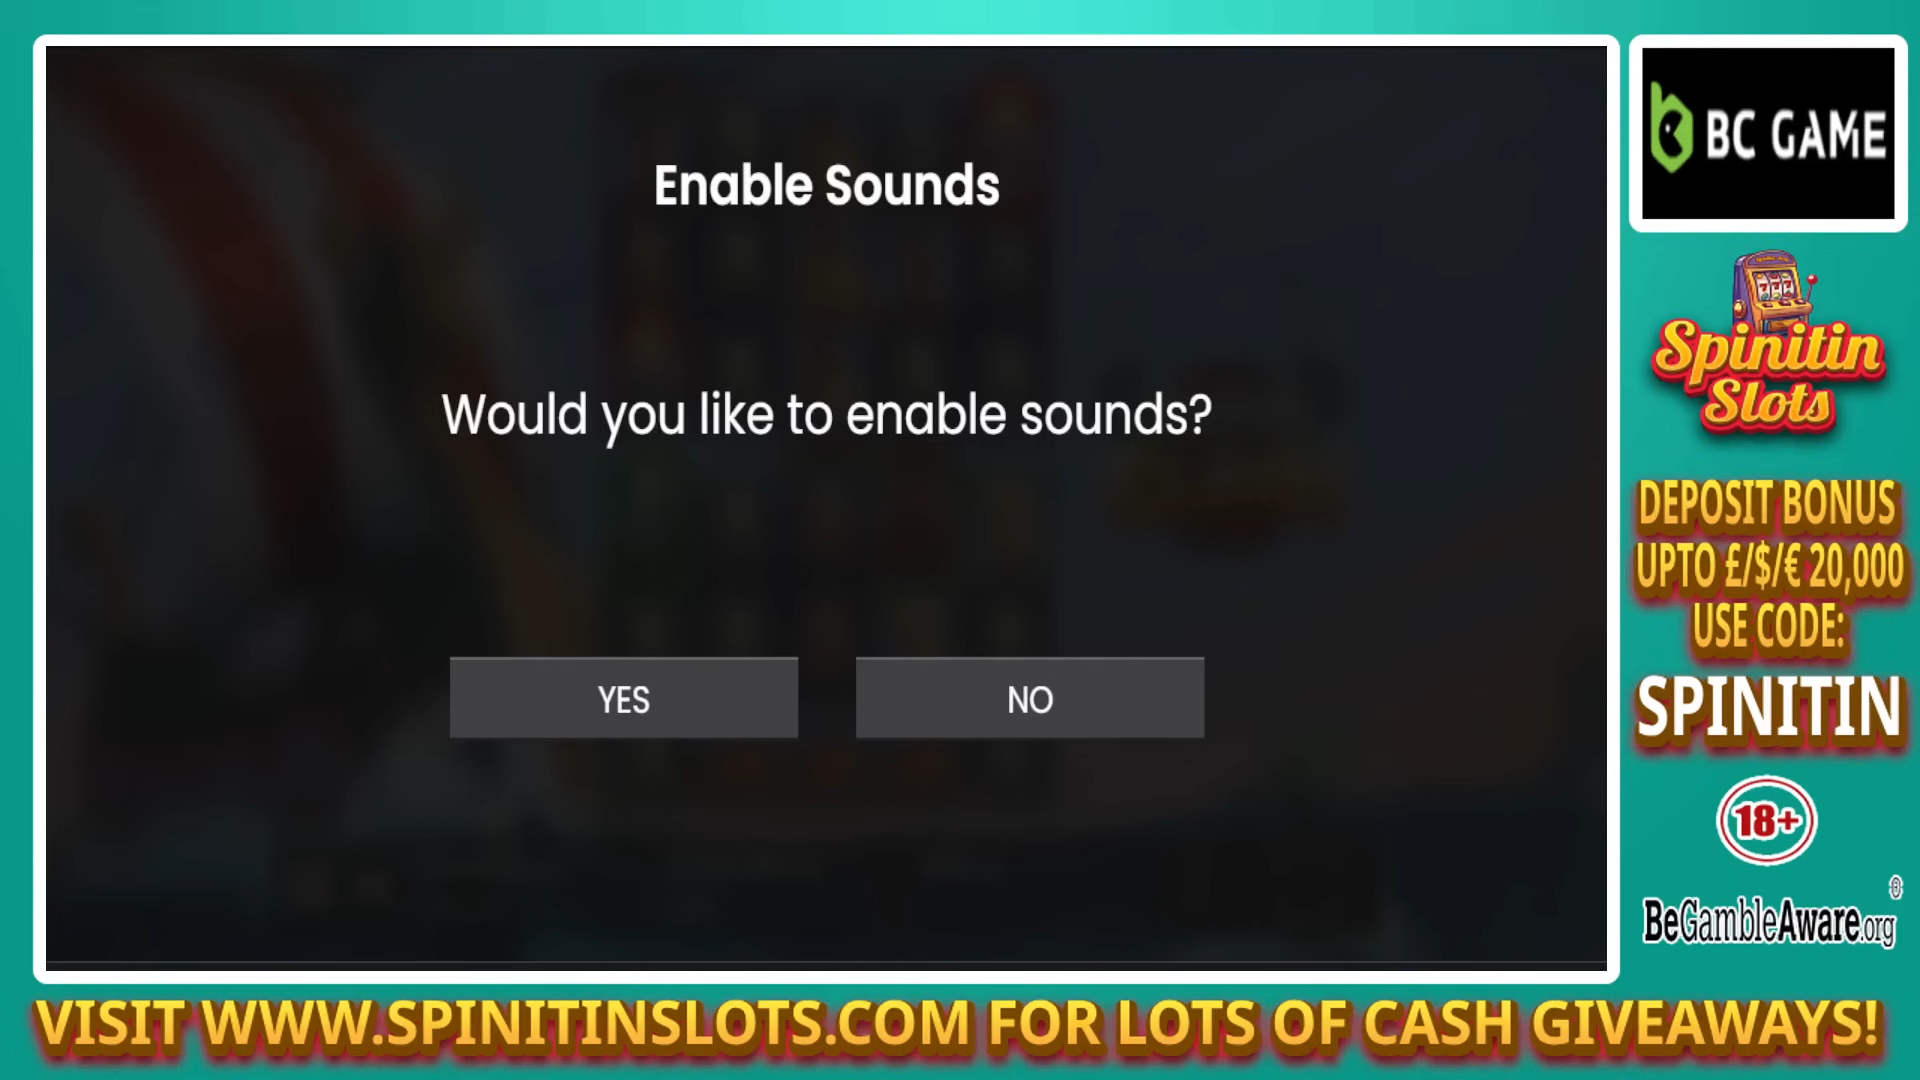 Enable Sounds
Would you like to enable sounds?
YES
NO
BC GAME
Spinitin
Slots
DEPOSIT BONUS
UPTO £/$/€ 20,000
USE CODE:
SPINITIN
18+
BeGambleAware.org®
VISIT WWW.SPINITINSLOTS.COM FOR LOTS OF CASH GIVEAWAYS!